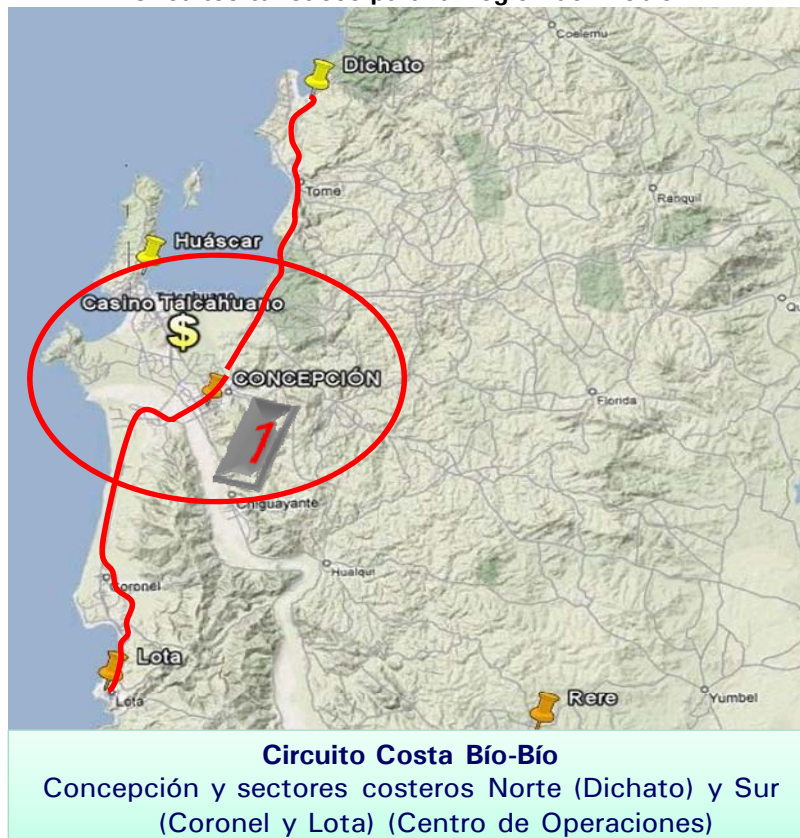 Dichato
Coelemu
Tome
Ranquil
Huáscar
Casino Talcahuano
$
CONCEPCIÓN
Florida
1
Chiguayante
Hualqui
Coronel
Lota
Lota
Rere
Yumbel
Circuito Costa Bío-Bío
Concepción y sectores costeros Norte (Dichato) y Sur
(Coronel y Lota) (Centro de Operaciones)